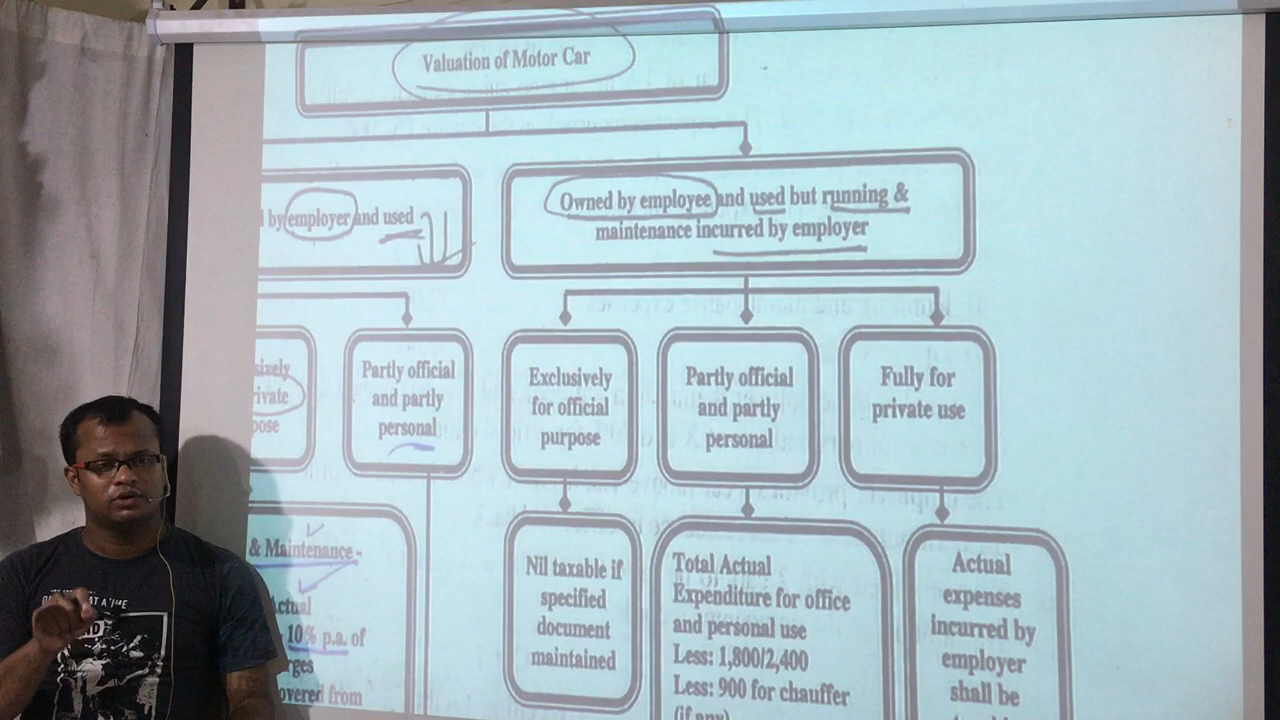 Valuation of Motor Car
by employer and used
Owned by employee and used but running &
maintenance incurred by employer
Partly official
and partly
personal
Exclusively
for official
purpose
Partly official
and partly
personal
Fully for
private use
& Maintenance -
10% p.a. of
from
Nil taxable if
specified
document
maintained
Total Actual
Expenditure for office
and personal use
Less: 1,800/2,400
Less: 900 for chauffer
(if any)
Actual
expenses
incurred by
employer
shall be